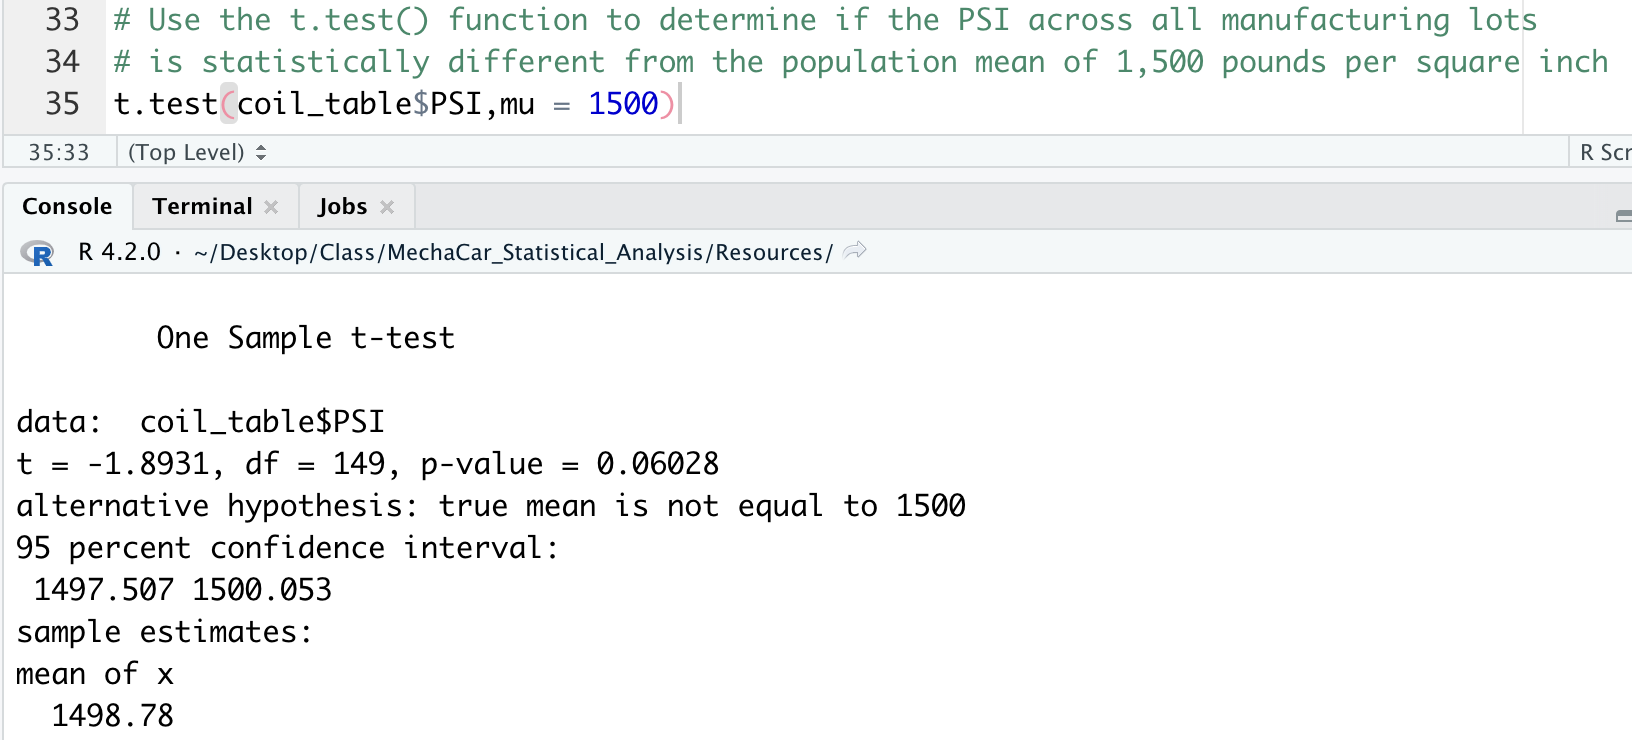 33 # Use the t.test() function to determine if the PSI across all manufacturing lots
34 # is statistically different from the population mean of 1,500 pounds per square inch
35 t.test(coil_table$PSI,mu = 1500)
35:33 (Top Level) R Scr
Console Terminal Jobs
R R 4.2.0 · ~/Desktop/Class/MechaCar_Statistical_Analysis/Resources/
One Sample t-test
data:  coil_table$PSI
t = -1.8931, df = 149, p-value = 0.06028
alternative hypothesis: true mean is not equal to 1500
95 percent confidence interval:
1497.507 1500.053
sample estimates:
mean of x
1498.78